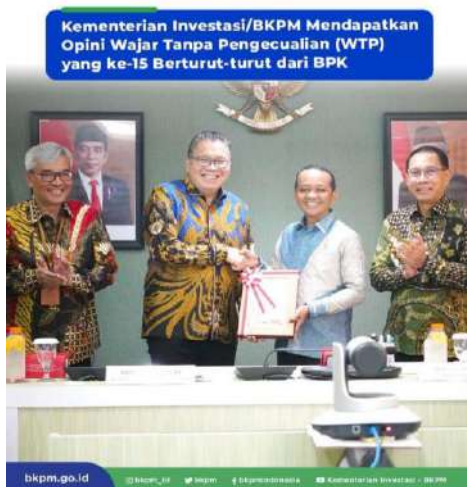 Kementerian Investasi/BKPM Mendapatkan
Opini Wajar Tanpa Pengecualian (WTP)
yang ke-15 Berturut-turut dari BPK
bkpm.go.id
bkpm_id bkpm bkpmindonesia Kementerian Investasi - BKPM